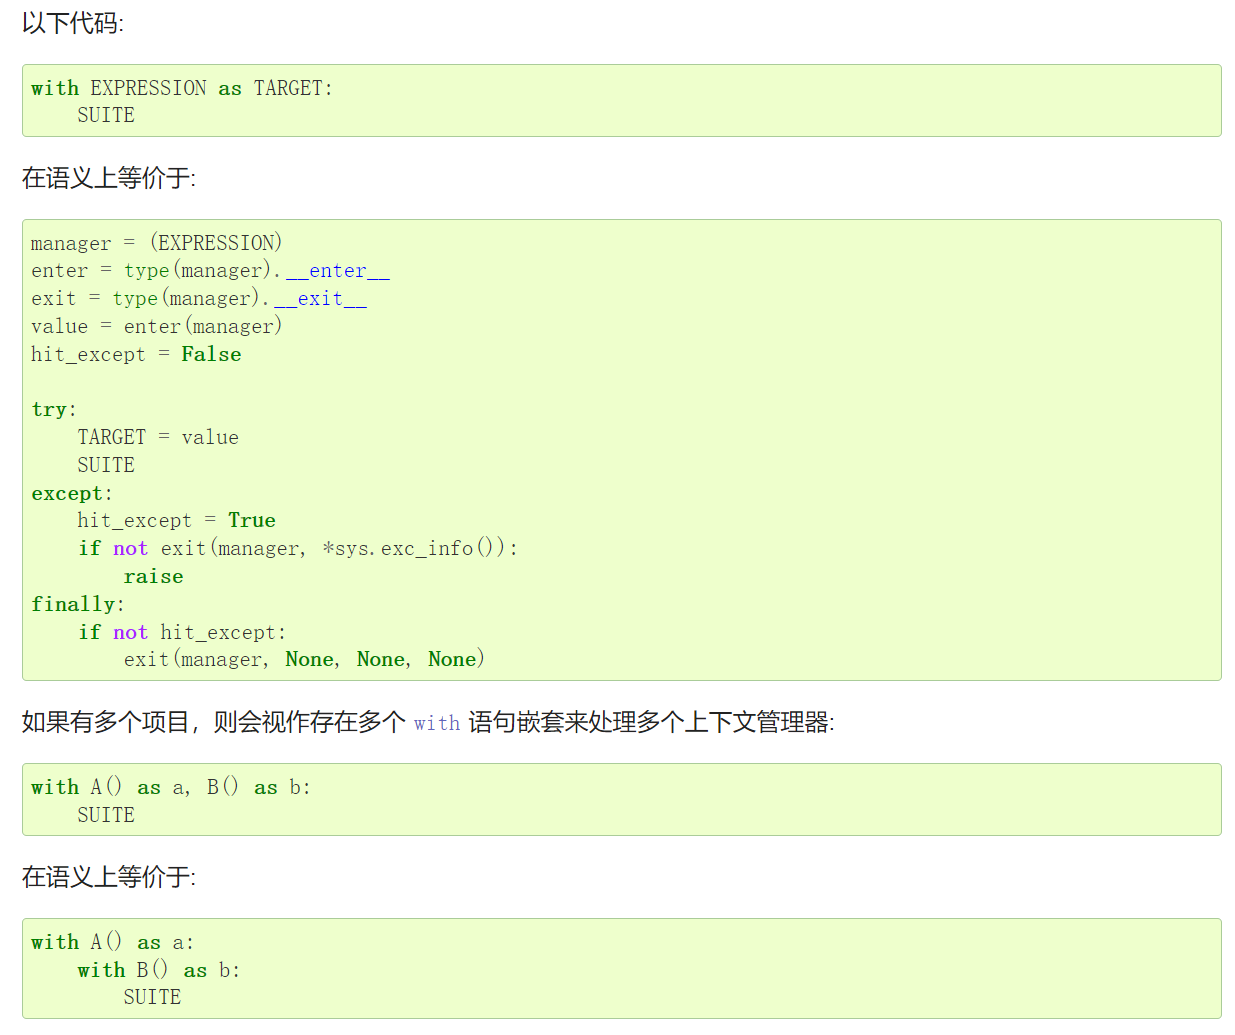 以下代码:
with EXPRESSION as TARGET:
    SUITE
在语义上等价于:
manager = (EXPRESSION)
enter = type(manager).__enter__
exit = type(manager).__exit__
value = enter(manager)
hit_except = False

try:
    TARGET = value
    SUITE
except:
    hit_except = True
    if not exit(manager, *sys.exc_info()):
        raise
finally:
    if not hit_except:
        exit(manager, None, None, None)
如果有多个项目，则会视作存在多个 with 语句嵌套来处理多个上下文管理器:
with A() as a, B() as b:
    SUITE
在语义上等价于:
with A() as a:
    with B() as b:
        SUITE